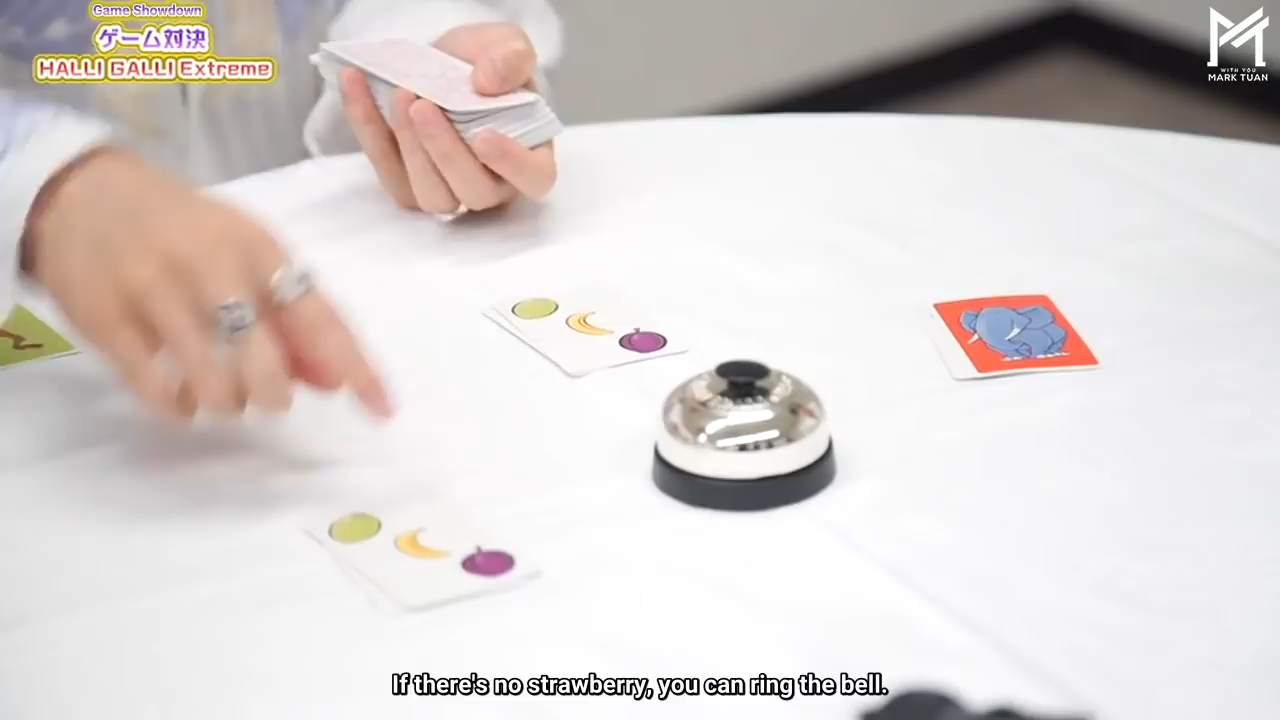 Game Showdown
ゲーム対決
HALLI GALLI Extreme
WITH YOU
MARK TUAN
If there's no strawberry, you can ring the bell.